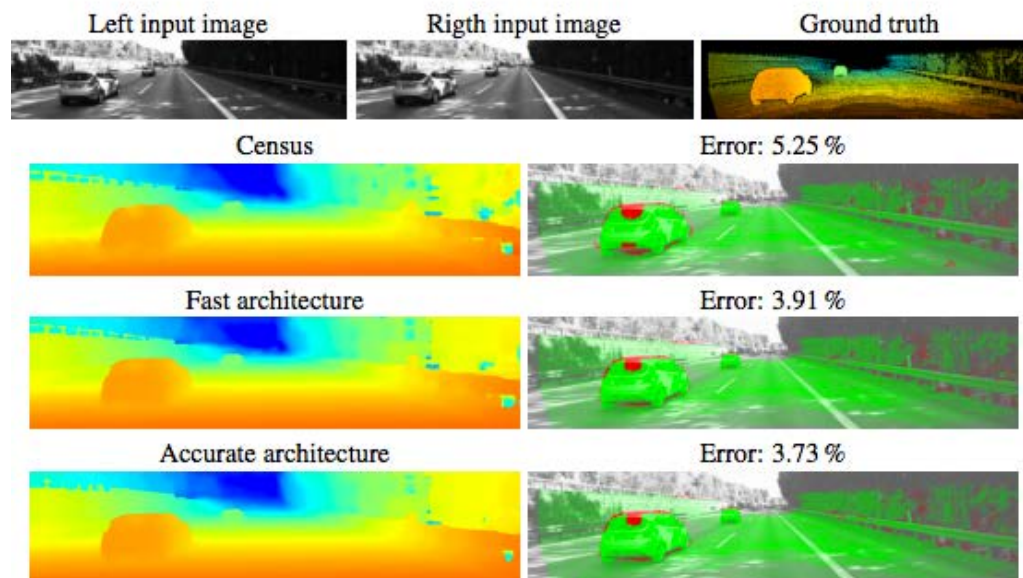 Left input image
Rigth input image
Ground truth
Census
Error: 5.25 %
Fast architecture
Error: 3.91 %
Accurate architecture
Error: 3.73 %